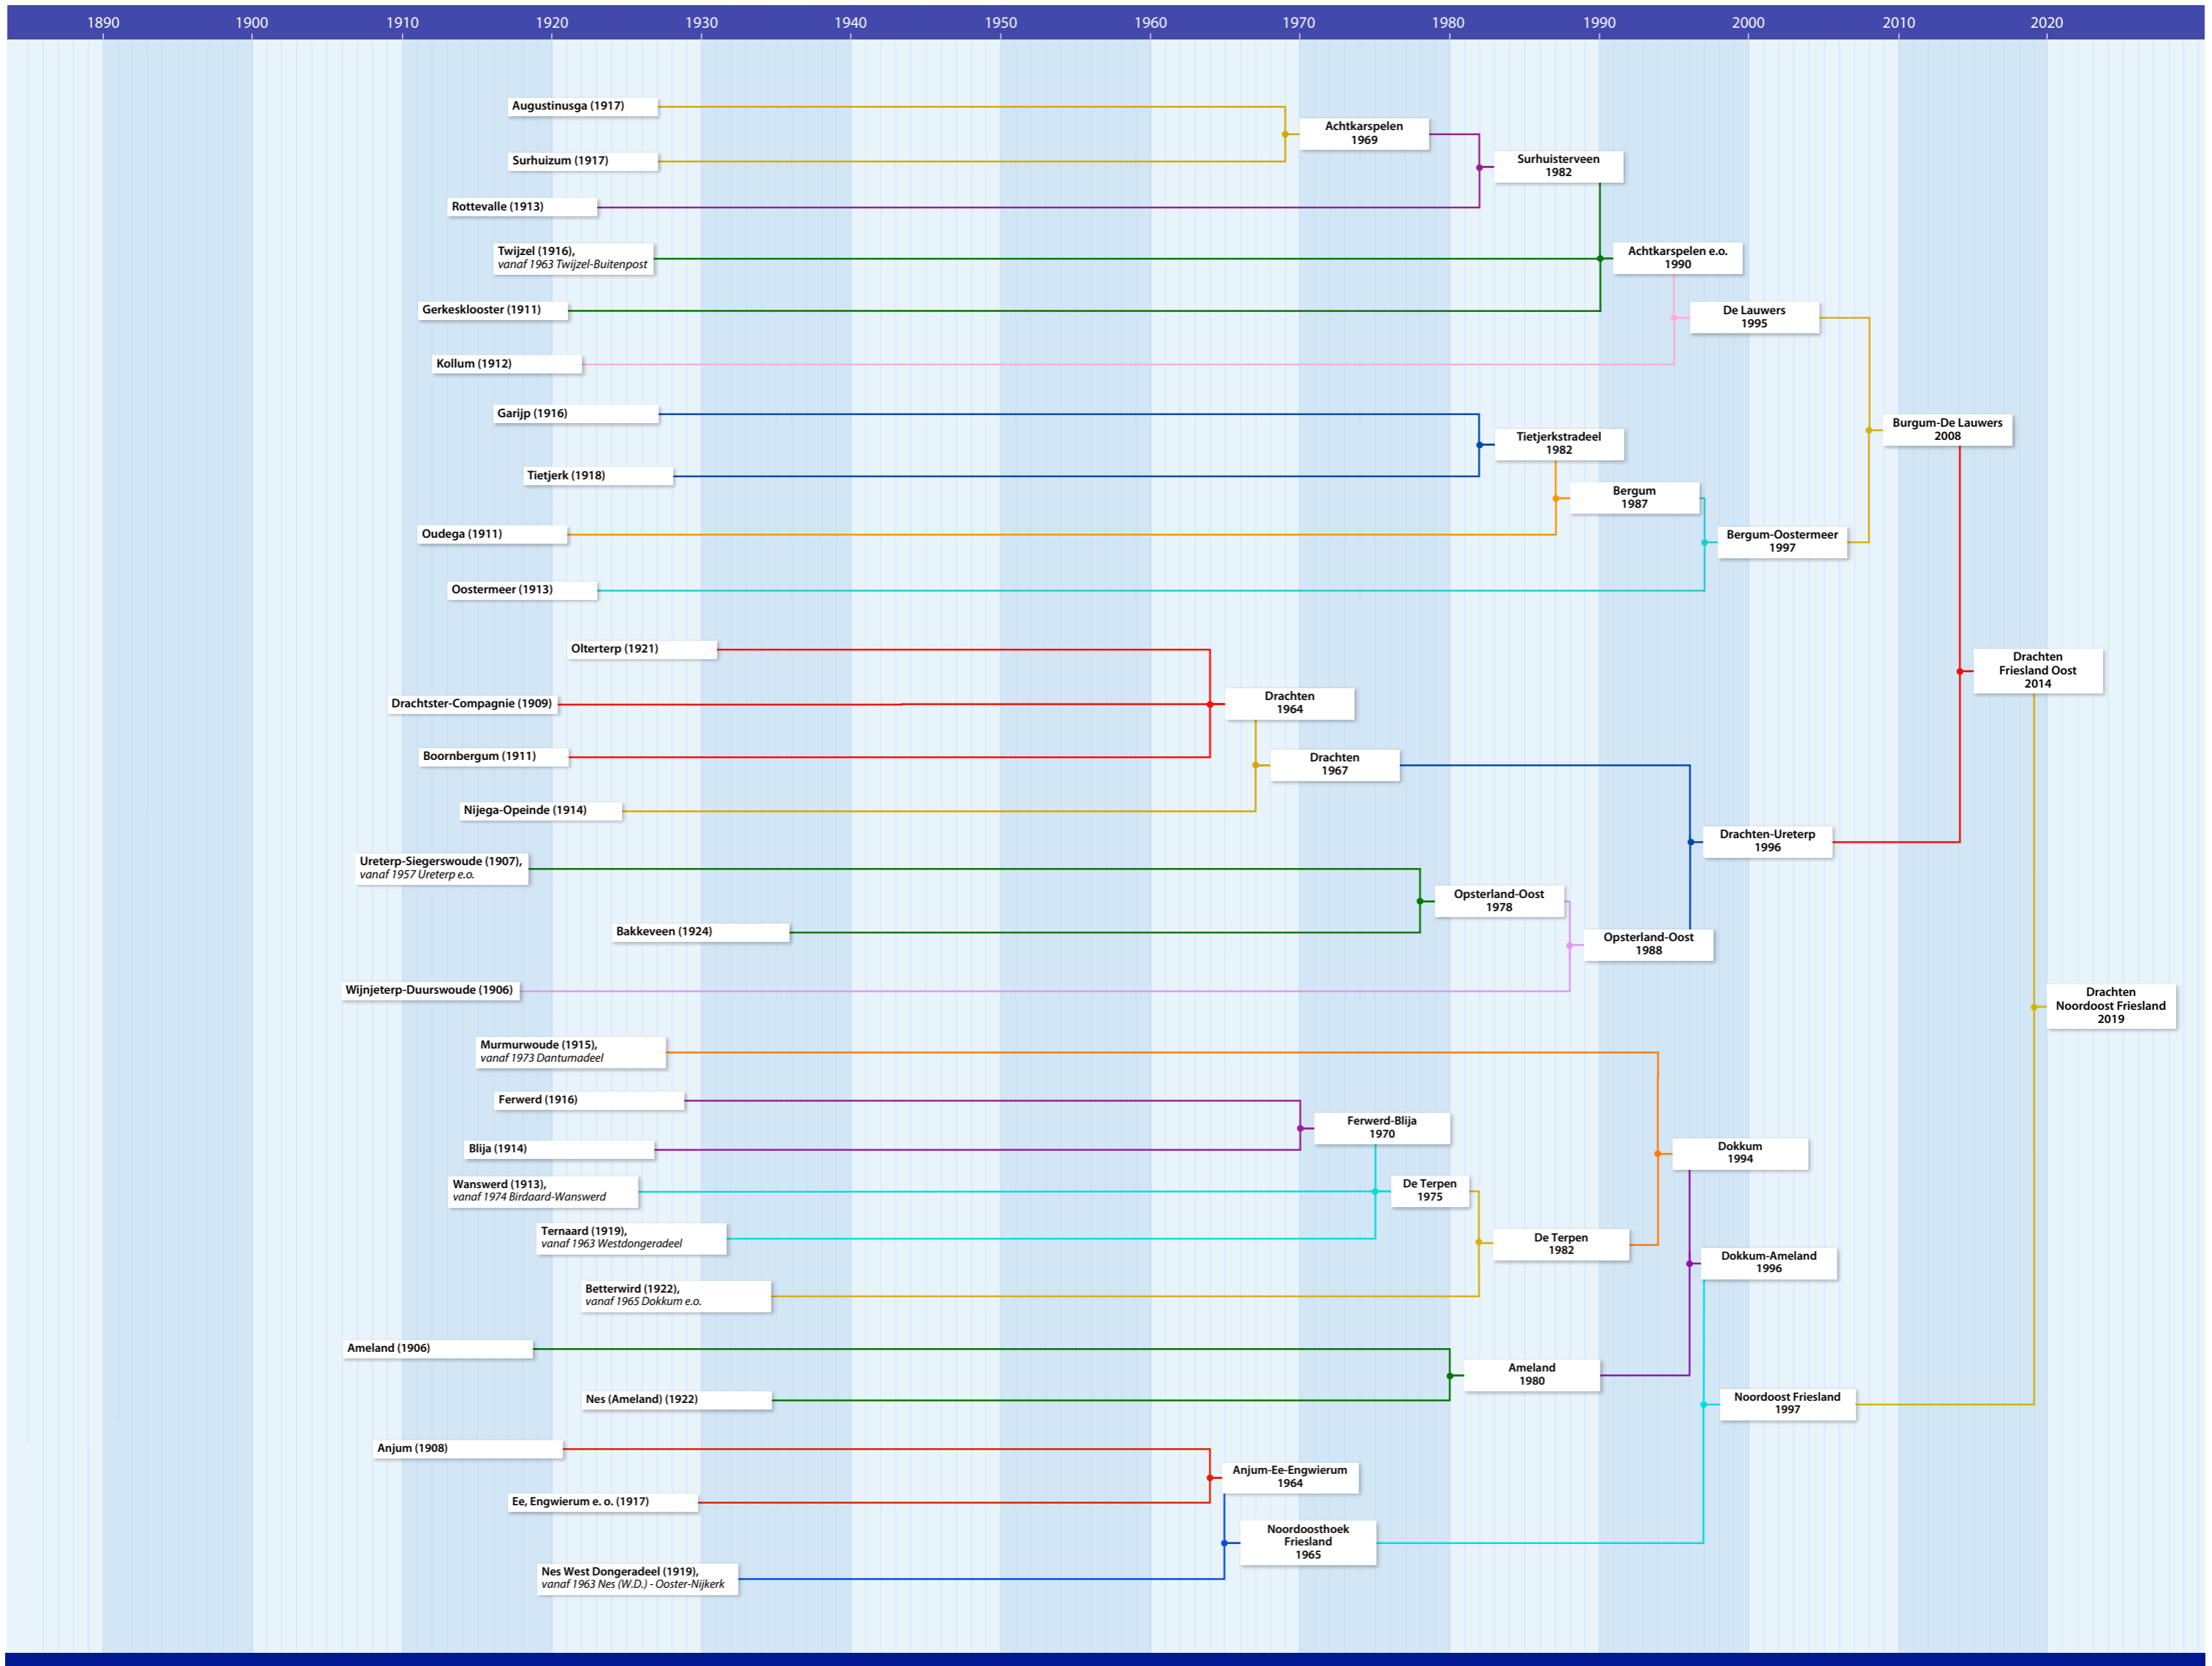 1890 1900 1910 1920 1930 1940 1950 1960 1970 1980 1990 2000 2010 2020
Augustinusga (1917)
Achtkarspelen
1969
Surhuizum (1917)
Surhuisterveen
1982
Rottevalle (1913)
Twijzel (1916),
vanaf 1963 Twijzel-Buitenpost
Achtkarspelen e.o.
1990
Gerkesklooster (1911)
De Lauwers
1995
Kollum (1912)
Garijp (1916)
Burgum-De Lauwers
2008
Tietjerkstradeel
1982
Tietjerk (1918)
Bergum
1987
Oudega (1911)
Bergum-Oostermeer
1997
Oostermeer (1913)
Olterterp (1921)
Drachten
Friesland Oost
2014
Drachtster-Compagnie (1909)
Drachten
1964
Boornbergum (1911)
Drachten
1967
Nijega-Opeinde (1914)
Drachten-Ureterp
1996
Ureterp-Siegerswoude (1907),
vanaf 1957 Ureterp e.o.
Opsterland-Oost
1978
Bakkeveen (1924)
Opsterland-Oost
1988
Wijnjeterp-Duurswoude (1906)
Drachten
Noordoost Friesland
2019
Murmurwoude (1915),
vanaf 1973 Dantumadeel
Ferwerd (1916)
Ferwerd-Blija
1970
Blija (1914)
Dokkum
1994
Wanswerd (1913),
vanaf 1974 Birdaard-Wanswerd
De Terpen
1975
Ternaard (1919),
vanaf 1963 Westdongeradeel
De Terpen
1982
Dokkum-Ameland
1996
Betterwird (1922),
vanaf 1965 Dokkum e.o.
Ameland (1906)
Ameland
1980
Nes (Ameland) (1922)
Noordoost Friesland
1997
Anjum (1908)
Anjum-Ee-Engwierum
1964
Ee, Engwierum e. o. (1917)
Noordoosthoek
Friesland
1965
Nes West Dongeradeel (1919),
vanaf 1963 Nes (W.D.) - Ooster-Nijkerk